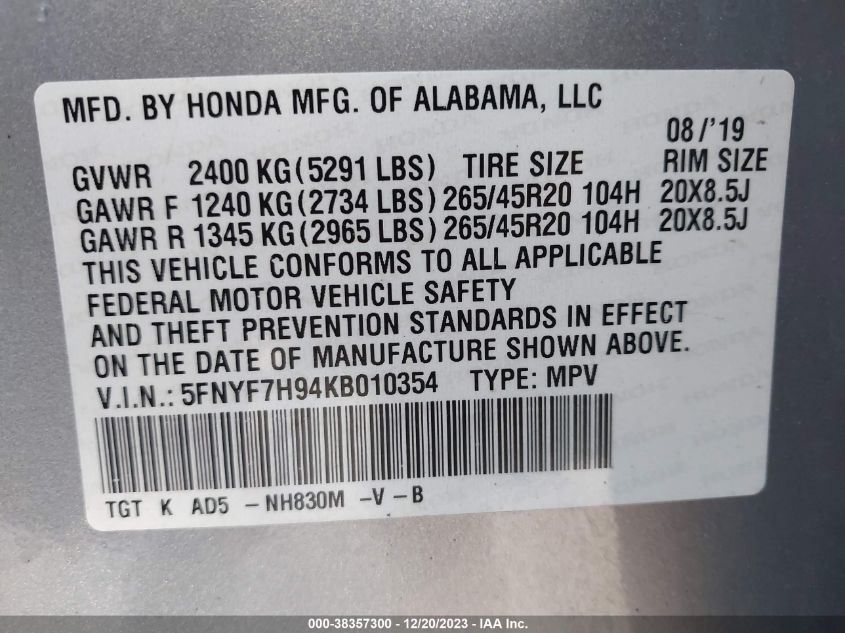 MFD. BY HONDA MFG. OF ALABAMA, LLC
08/'19
GVWR 2400 KG(5291 LBS) TIRE SIZE RIM SIZE
GAWR F 1240 KG(2734 LBS) 265/45R20 104H 20X8.5J
GAWR R 1345 KG(2965 LBS) 265/45R20 104H 20X8.5J
THIS VEHICLE CONFORMS TO ALL APPLICABLE
FEDERAL MOTOR VEHICLE SAFETY
AND THEFT PREVENTION STANDARDS IN EFFECT
ON THE DATE OF MANUFACTURE SHOWN ABOVE.
V.I.N.: 5FNYF7H94KB010354 TYPE: MPV
TGT K AD5 -NH830M -V -B
000-38357300 - 12/20/2023 - IAA Inc.